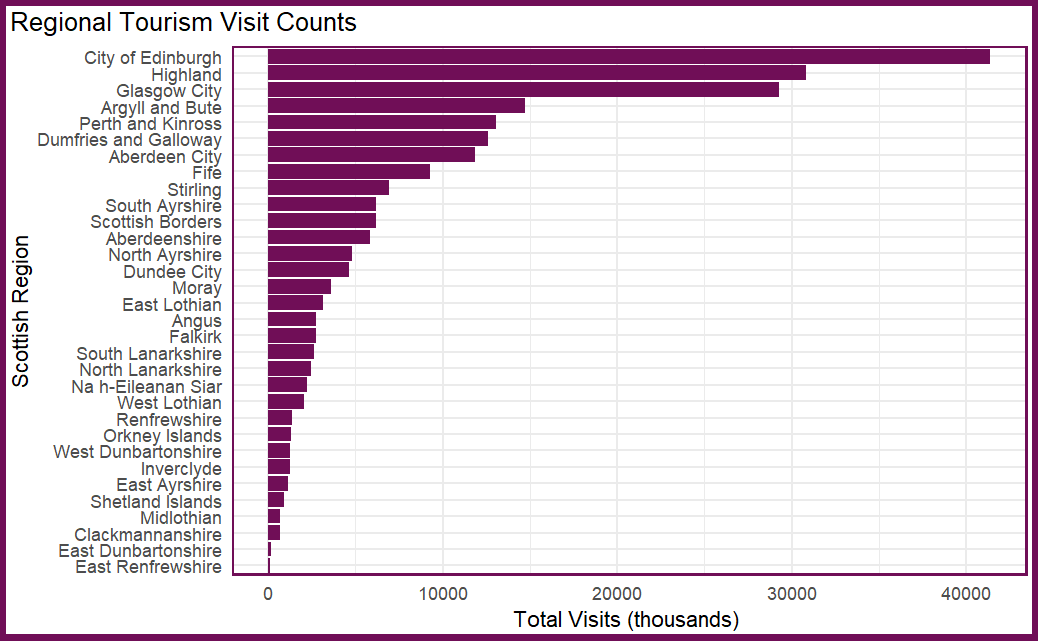 Regional Tourism Visit Counts
City of Edinburgh
Highland
Glasgow City
Argyll and Bute
Perth and Kinross
Dumfries and Galloway
Aberdeen City
Fife
Stirling
South Ayrshire
Scottish Borders
Aberdeenshire
North Ayrshire
Dundee City
Moray
East Lothian
Angus
Falkirk
South Lanarkshire
North Lanarkshire
Na h-Eileanan Siar
West Lothian
Renfrewshire
Orkney Islands
West Dunbartonshire
Inverclyde
East Ayrshire
Shetland Islands
Midlothian
Clackmannanshire
East Dunbartonshire
East Renfrewshire
Scottish Region
0 10000 20000 30000 40000
Total Visits (thousands)